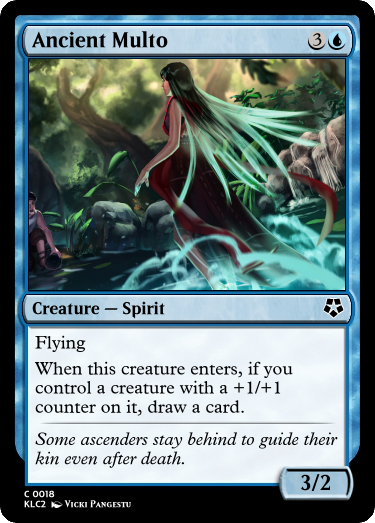 Ancient Multo 3
Creature — Spirit
Flying
When this creature enters, if you
control a creature with a +1/+1
counter on it, draw a card.
Some ascenders stay behind to guide their
kin even after death.
3/2
C 0018
KLC2 Vicki Pangestu